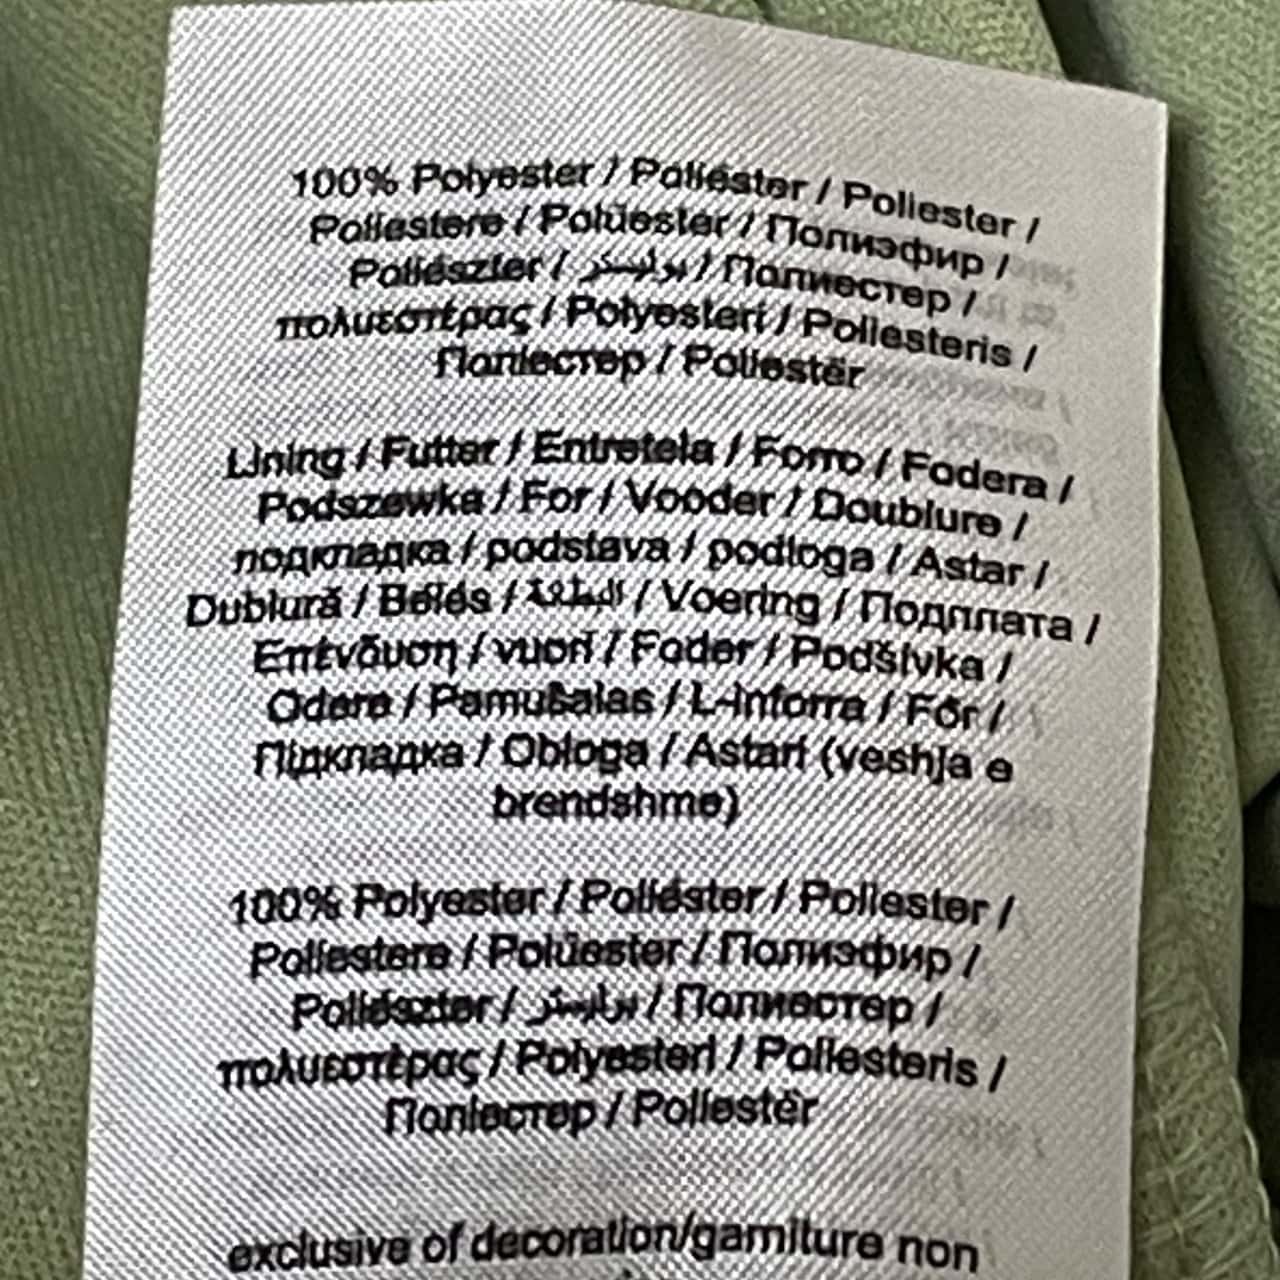 100% Polyester / Poliéster / Poliester /
Poliestere / Polüester / Полиэфир /
Poliészter / بوليستر / Полиестер /
πολυεστέρας / Polyesteri / Poliesteris /
Поліестер / Poliestër
Lining / Futter / Entretela / Forro / Fodera /
Podszewka / For / Vooder / Doublure /
подкладка / podstava / podloga / Astar /
Dublură / Bélés / البطانة / Voering / Подплата /
Επένδυση / vuori / Foder / Podšívka /
Odere / Pamušalas / L-inforra / Fór /
Підкладка / Obloga / Astari (veshja e
brendshme)
100% Polyester / Poliéster / Poliester /
Poliestere / Polüester / Полиэфир /
Poliészter / بوليستر / Полиестер /
πολυεστέρας / Polyesteri / Poliesteris /
Поліестер / Poliestër
exclusive of decoration/garniture non